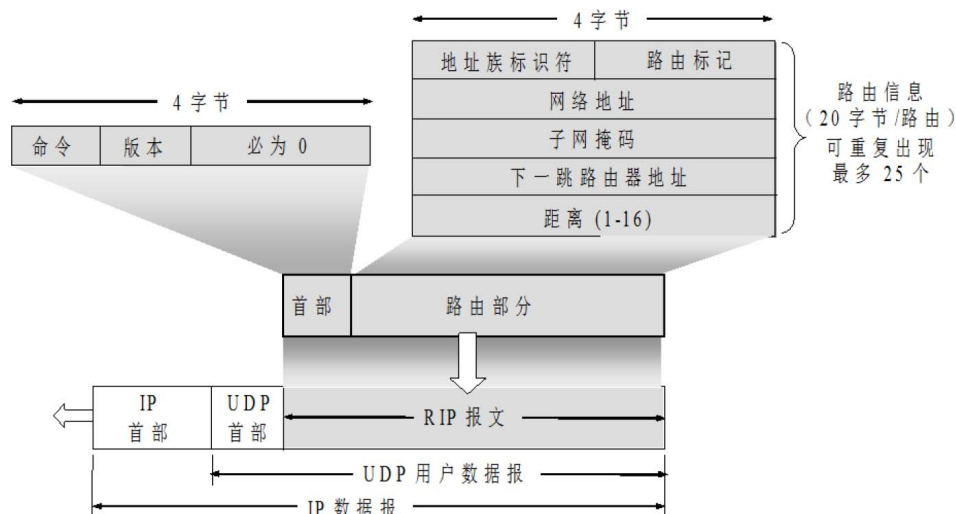 4 字节
地址族标识符 路由标记
网络地址
子网掩码
下一跳路由器地址
距离 (1-16)
路由信息
(20 字节/路由)
可重复出现
最多 25 个
4 字节
命令 版本 必为 0
首部 路由部分
IP
首部
UDP
首部
RIP 报文
UDP 用户数据报
IP 数据报